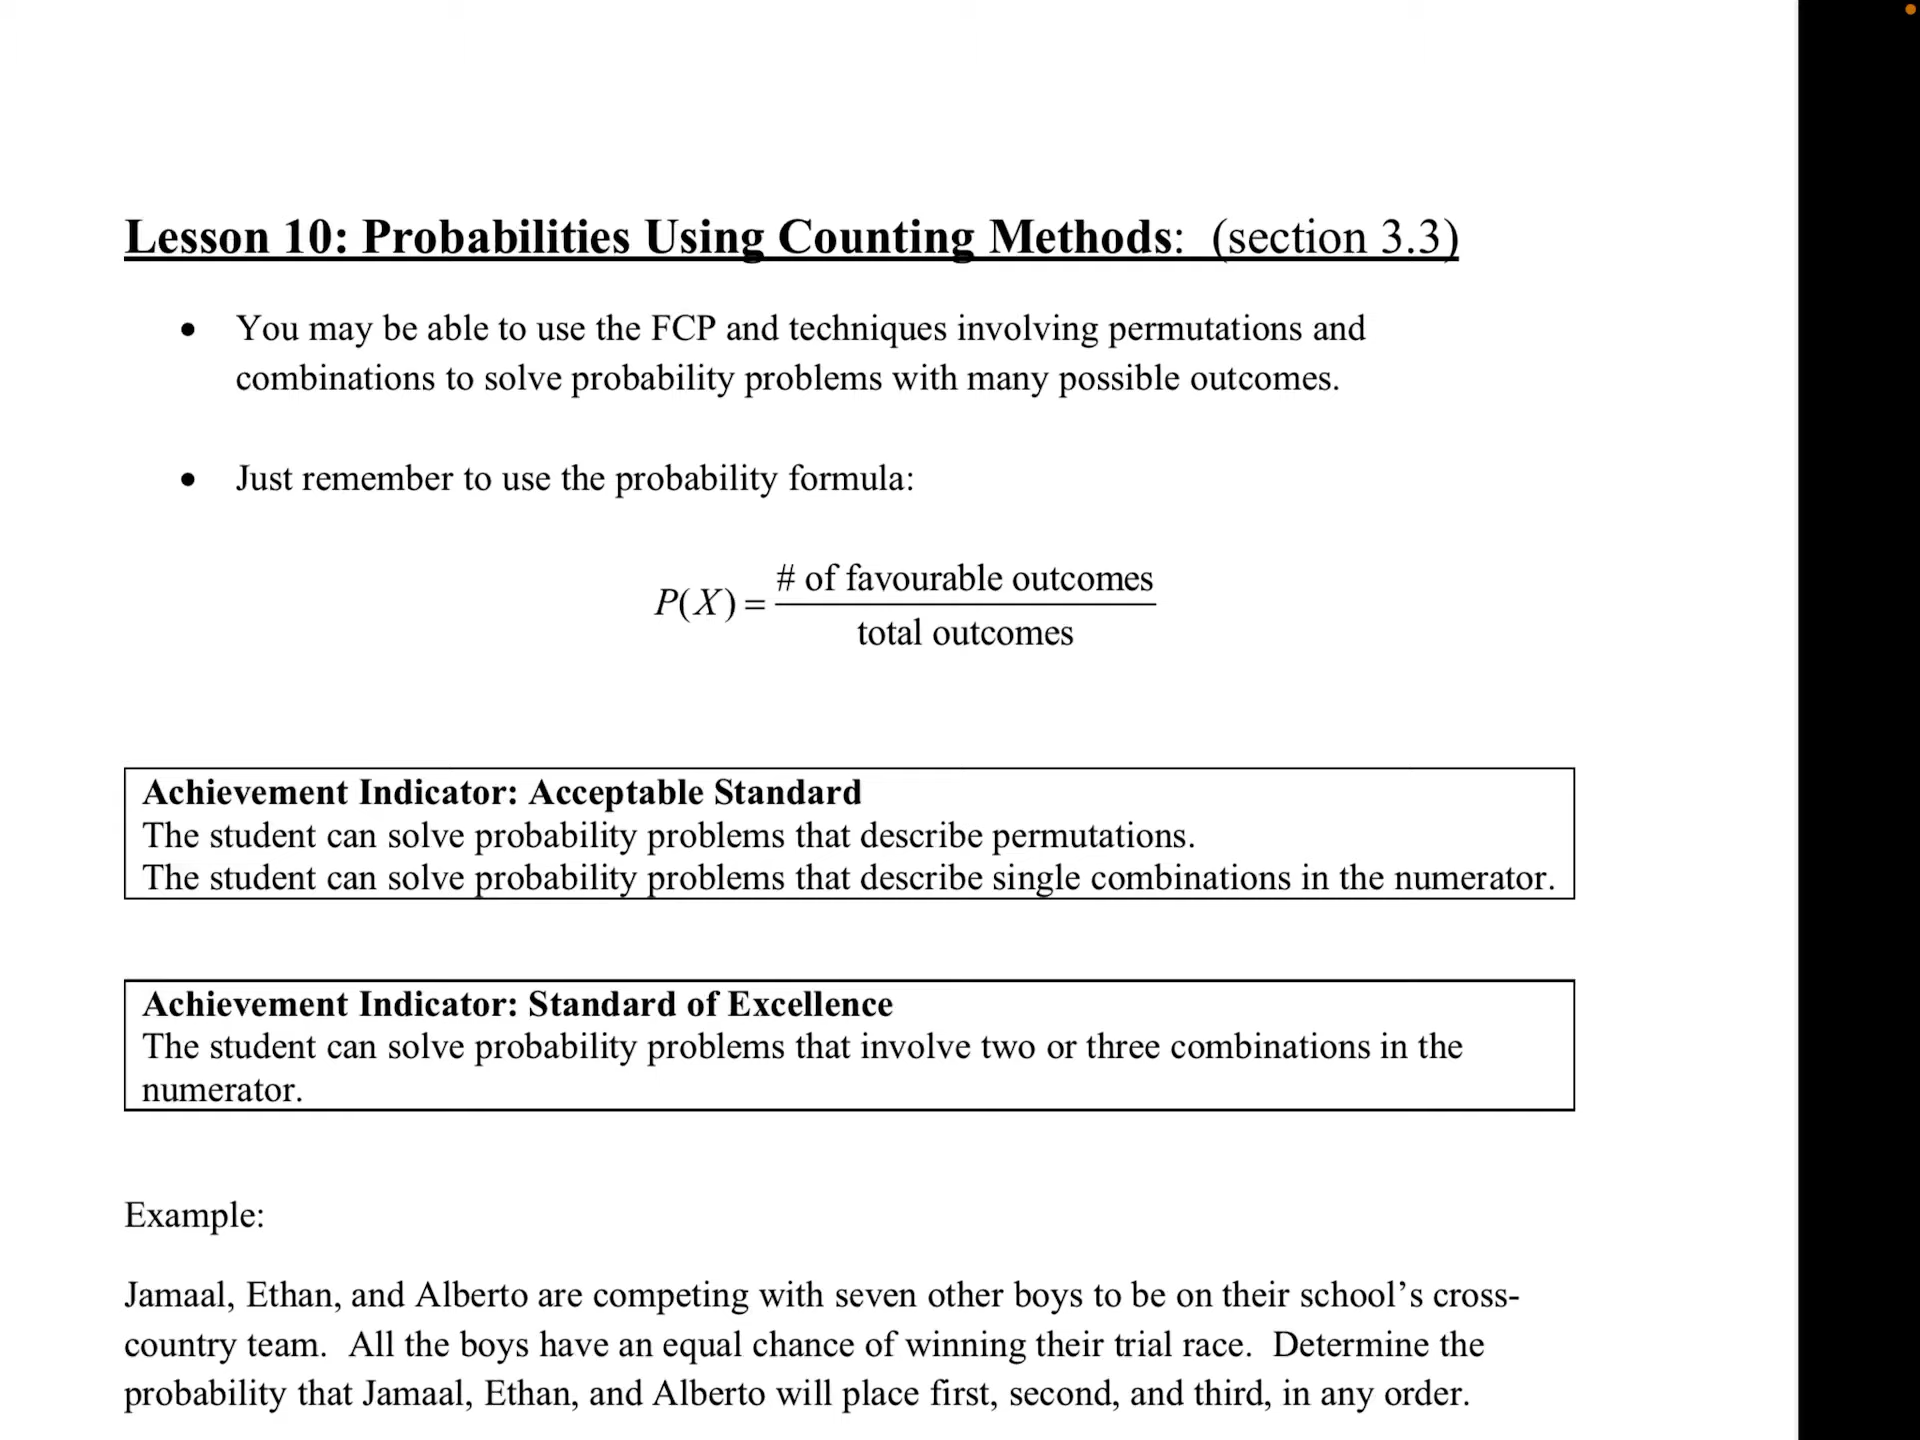 Lesson 10: Probabilities Using Counting Methods:  (section 3.3)
• You may be able to use the FCP and techniques involving permutations and
combinations to solve probability problems with many possible outcomes.
• Just remember to use the probability formula:
P(X) = # of favourable outcomes / total outcomes
Achievement Indicator: Acceptable Standard
The student can solve probability problems that describe permutations.
The student can solve probability problems that describe single combinations in the numerator.
Achievement Indicator: Standard of Excellence
The student can solve probability problems that involve two or three combinations in the
numerator.
Example:
Jamaal, Ethan, and Alberto are competing with seven other boys to be on their school’s cross-
country team.  All the boys have an equal chance of winning their trial race.  Determine the
probability that Jamaal, Ethan, and Alberto will place first, second, and third, in any order.